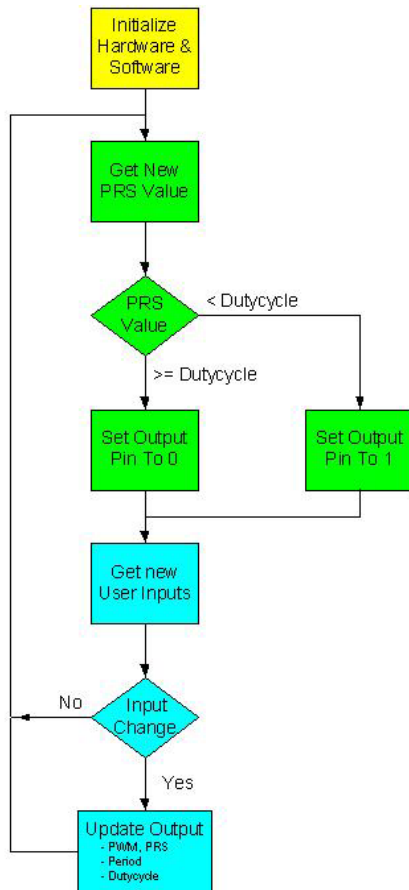 Initialize
Hardware &
Software
Get New
PRS Value
PRS
Value
< Dutycycle
>= Dutycycle
Set Output
Pin To 0
Set Output
Pin To 1
Get new
User Inputs
Input
Change
No
Yes
Update Output
- PWM, PRS
- Period
- Dutycycle